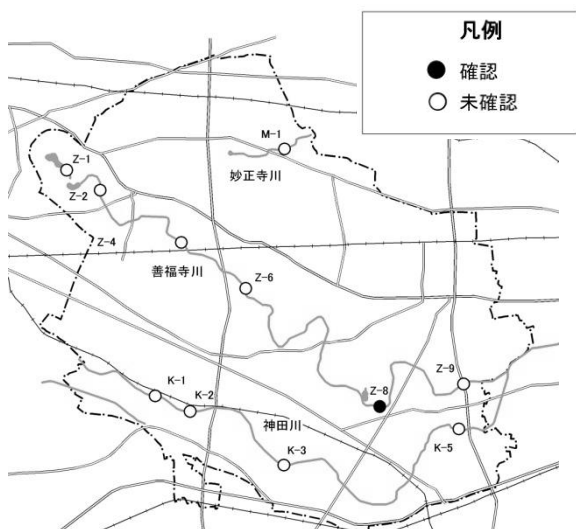 凡例
確認
未確認
M-1
妙正寺川
Z-1
Z-2
Z-4
善福寺川
Z-6
K-1
K-2
Z-8
Z-9
神田川
K-3
K-5